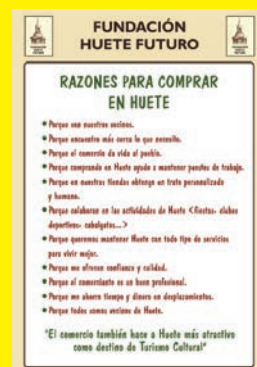 FUNDACIÓN
HUETE FUTURO
RAZONES PARA COMPRAR
EN HUETE
Porque son nuestros vecinos.
Porque encuentro más cerca lo que necesito.
Porque el comercio da vida al pueblo.
Porque comprando en Huete ayudo a mantener puestos de trabajo.
Porque en nuestras tiendas obtengo un trato personalizado
y humano.
Porque colaboran en las actividades de Huete <fiestas, clubes
deportivos, cabalgatas...>
Porque queremos mantener Huete con todo tipo de servicios
para vivir mejor.
Porque me ofrecen confianza y calidad.
Porque el comerciante es un buen profesional.
Porque me ahorro tiempo y dinero en desplazamientos.
Porque todos somos vecinos de Huete.
"El comercio también hace a Huete más atractivo
como destino de Turismo Cultural"